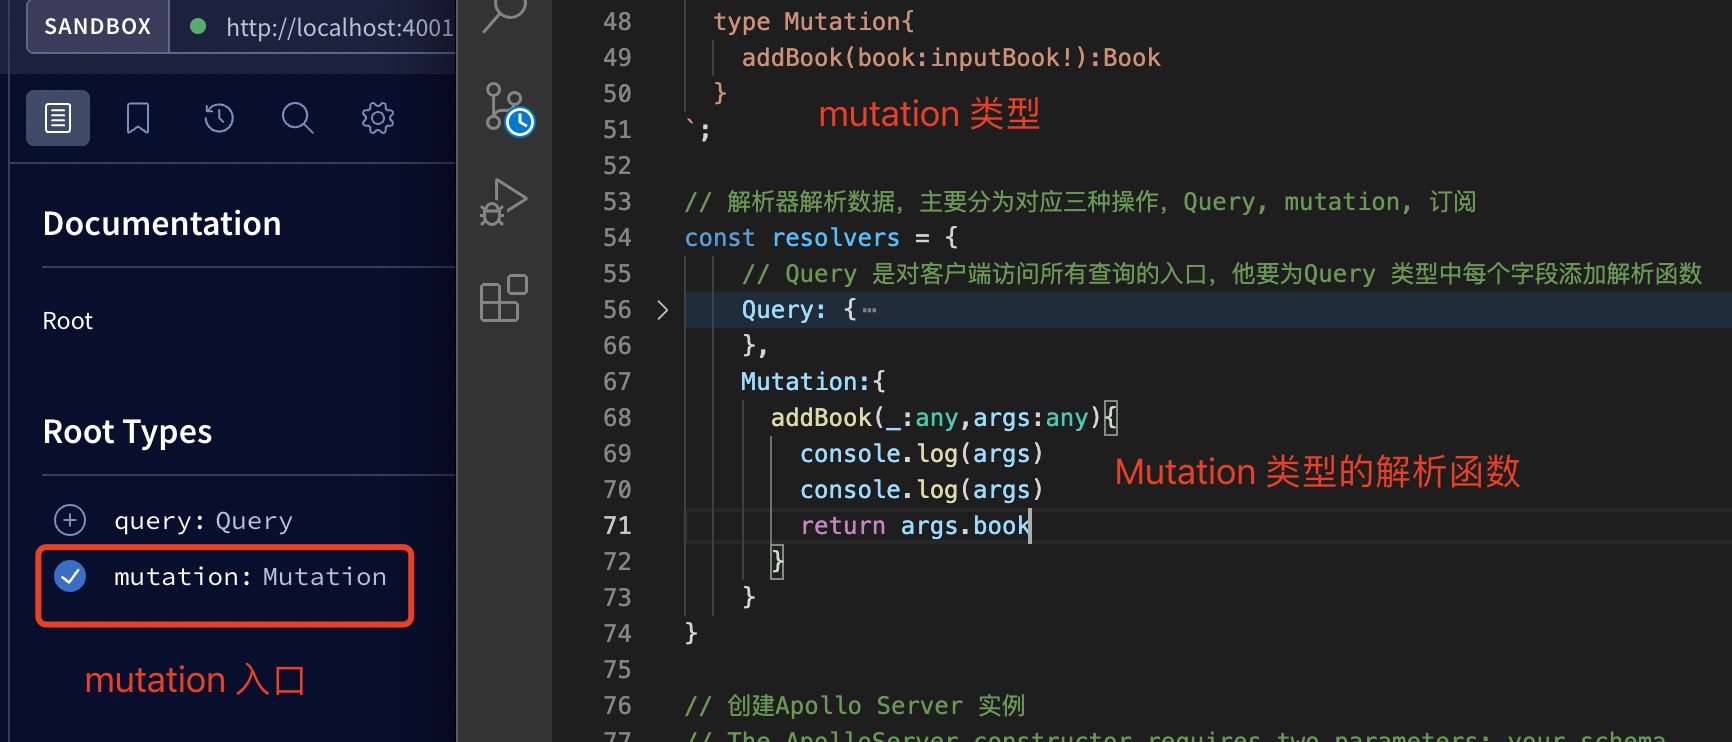 SANDBOX http://localhost:4001
Documentation
Root
Root Types
query: Query
mutation: Mutation
mutation 入口
48 type Mutation{
49 addBook(book:inputBook!):Book
50 }
mutation 类型
51 `;
52
53 // 解析器解析数据，主要分为对应三种操作，Query, mutation, 订阅
54 const resolvers = {
55 // Query 是对客户端访问所有查询的入口，他要为Query 类型中每个字段添加解析函数
56 Query: {⋯
66 },
67 Mutation:{
68 addBook(_:any,args:any){
69 console.log(args)
Mutation 类型的解析函数
70 console.log(args)
71 return args.book
72 }
73 }
74 }
75
76 // 创建Apollo Server 实例
77 // The ApolloServer constructor requires two parameters: your schema